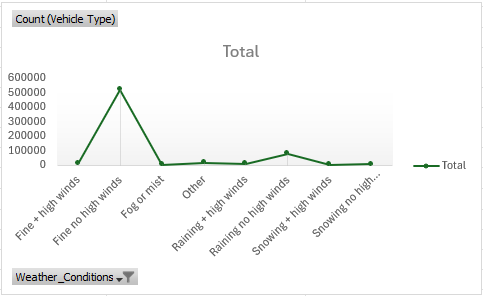 Count (Vehicle Type)
Total
600000
500000
400000
300000
200000
100000
0
Total
Fine + high winds
Fine no high winds
Fog or mist
Other
Raining + high winds
Raining no high winds
Snowing + high winds
Snowing no high...
Weather_Conditions